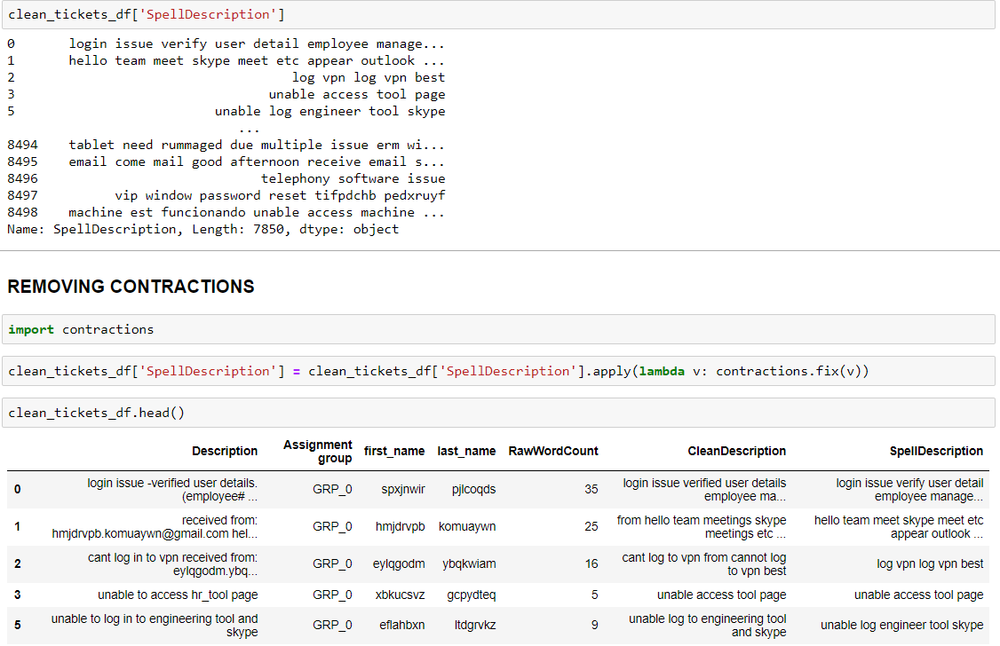 clean_tickets_df['SpellDescription']
0 login issue verify user detail employee manage...
1 hello team meet skype meet etc appear outlook ...
2 log vpn log vpn best
3 unable access tool page
5 unable log engineer tool skype
...
8494 tablet need rummaged due multiple issue erm wi...
8495 email come mail good afternoon receive email s...
8496 telephony software issue
8497 vip window password reset tifpdchb pedxruyf
8498 machine est funcionando unable access machine ...
Name: SpellDescription, Length: 7850, dtype: object
REMOVING CONTRACTIONS
import contractions
clean_tickets_df['SpellDescription'] = clean_tickets_df['SpellDescription'].apply(lambda v: contractions.fix(v))
clean_tickets_df.head()
Description Assignment group first_name last_name RawWordCount CleanDescription SpellDescription
0 login issue -verified user details. (employee# ... GRP_0 spxjnwir pjlcoqds 35 login issue verified user details employee ma... login issue verify user detail employee manage...
1 received from: hmjdrvpb.komuaywn@gmail.com hel... GRP_0 hmjdrvpb komuaywn 25 from hello team meetings skype meetings etc ... hello team meet skype meet etc appear outlook ...
2 cant log in to vpn received from: eylqgodm.ybq... GRP_0 eylqgodm ybqkwiam 16 cant log to vpn from cannot log to vpn best log vpn log vpn best
3 unable to access hr_tool page GRP_0 xbkucsvz gcpydteq 5 unable access tool page unable access tool page
5 unable to log in to engineering tool and skype GRP_0 eflahbxn ltdgrvkz 9 unable log to engineering tool and skype unable log engineer tool skype